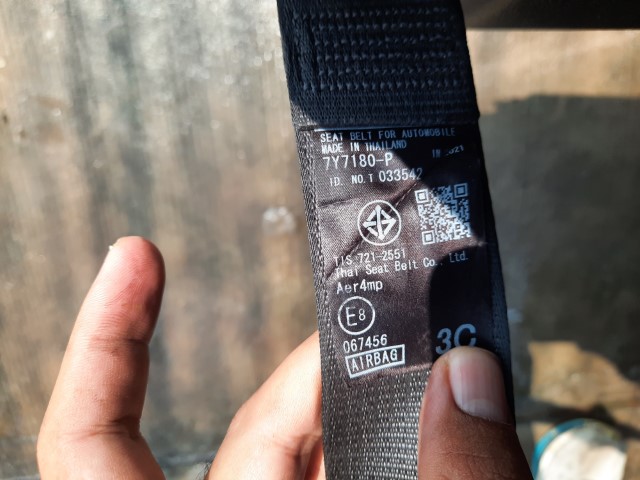 SEAT BELT FOR AUTOMOBILE
MADE IN THAILAND
7Y7180-P
ID. NO.T 033542
TIS 721-2551
Thai Seat Belt Co., Ltd.
Aer4mp
E8
067456
AIRBAG
3C